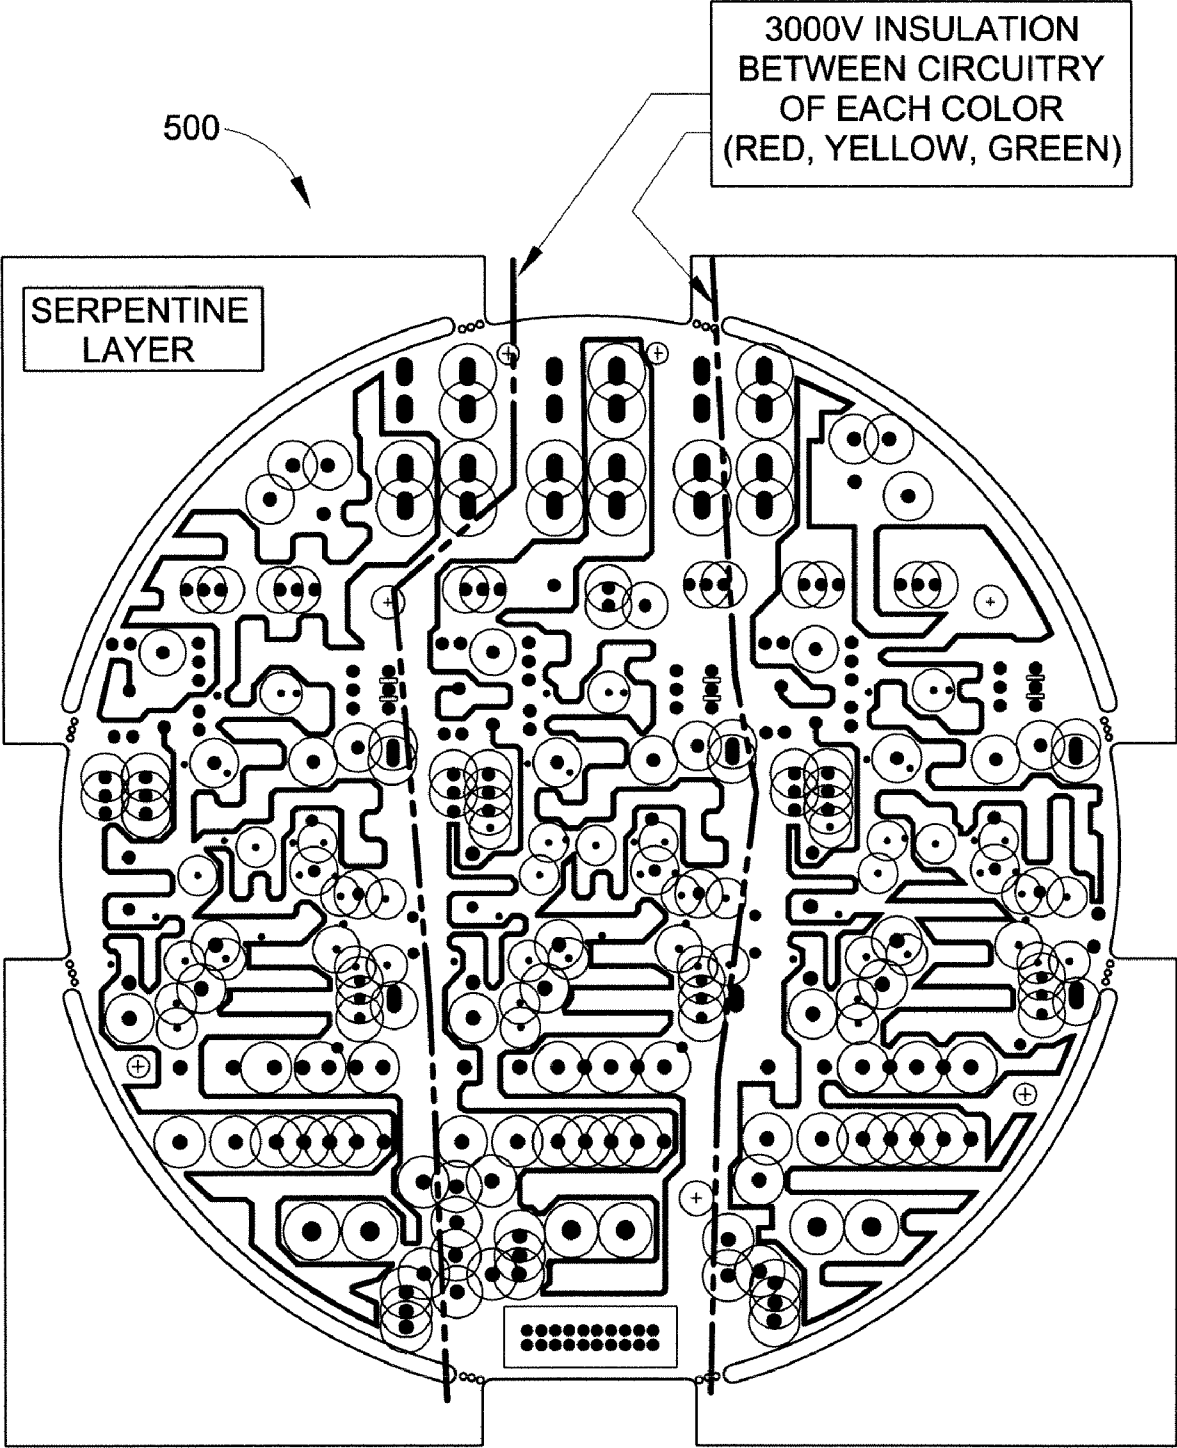 3000V INSULATION
BETWEEN CIRCUITRY
OF EACH COLOR
(RED, YELLOW, GREEN)
500
SERPENTINE
LAYER